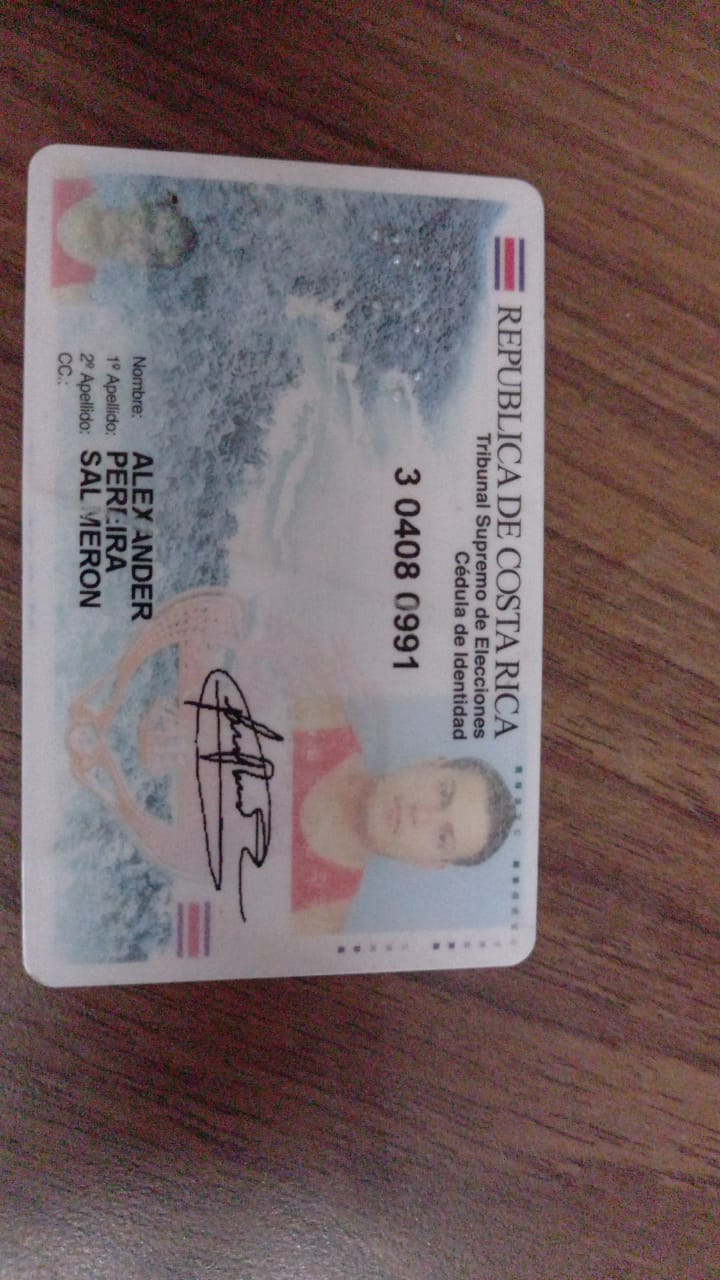 REPUBLICA DE COSTA RICA
Tribunal Supremo de Elecciones
Cédula de Identidad
3 0408 0991
Nombre: ALEXANDER
1º Apellido: PEREIRA
2º Apellido: SALMERON
CC.: